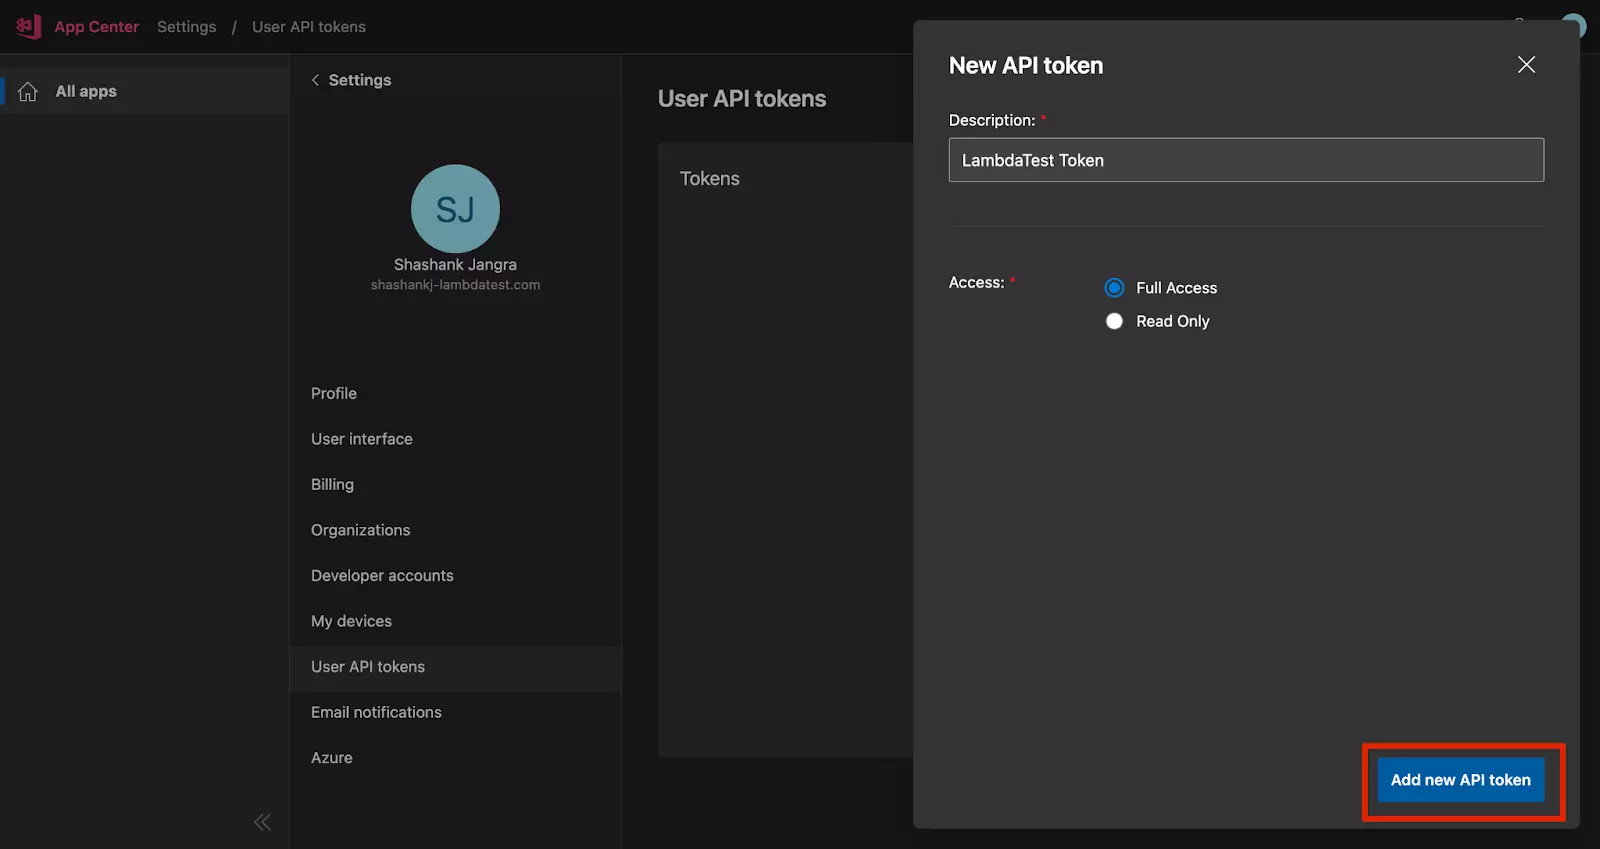 App Center Settings / User API tokens
All apps
Settings
SJ
Shashank Jangra
shashankj-lambdatest.com
Profile
User interface
Billing
Organizations
Developer accounts
My devices
User API tokens
Email notifications
Azure
User API tokens
Tokens
New API token
Description: *
LambdaTest Token
Access: *
Full Access
Read Only
Add new API token